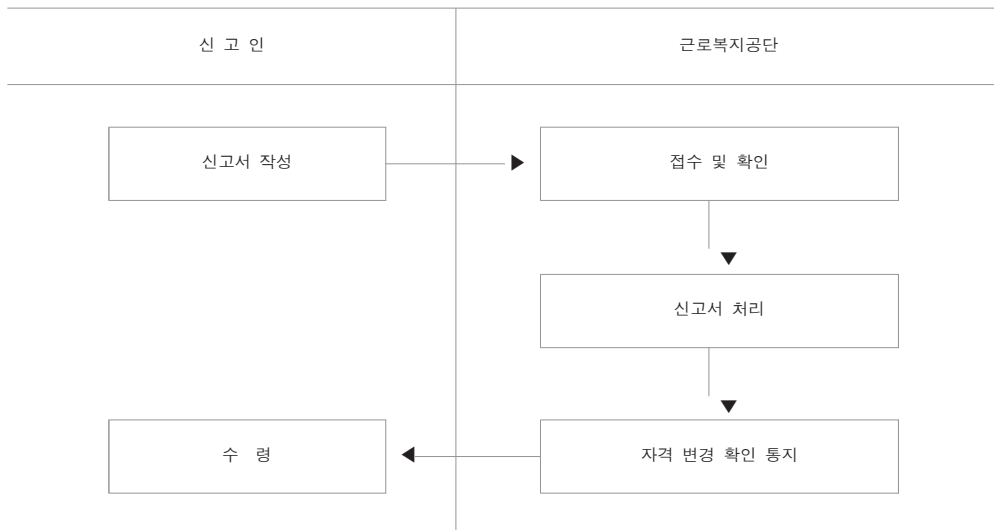 신 고 인
근로복지공단
신고서 작성
접수 및 확인
신고서 처리
수 령
자격 변경 확인 통지